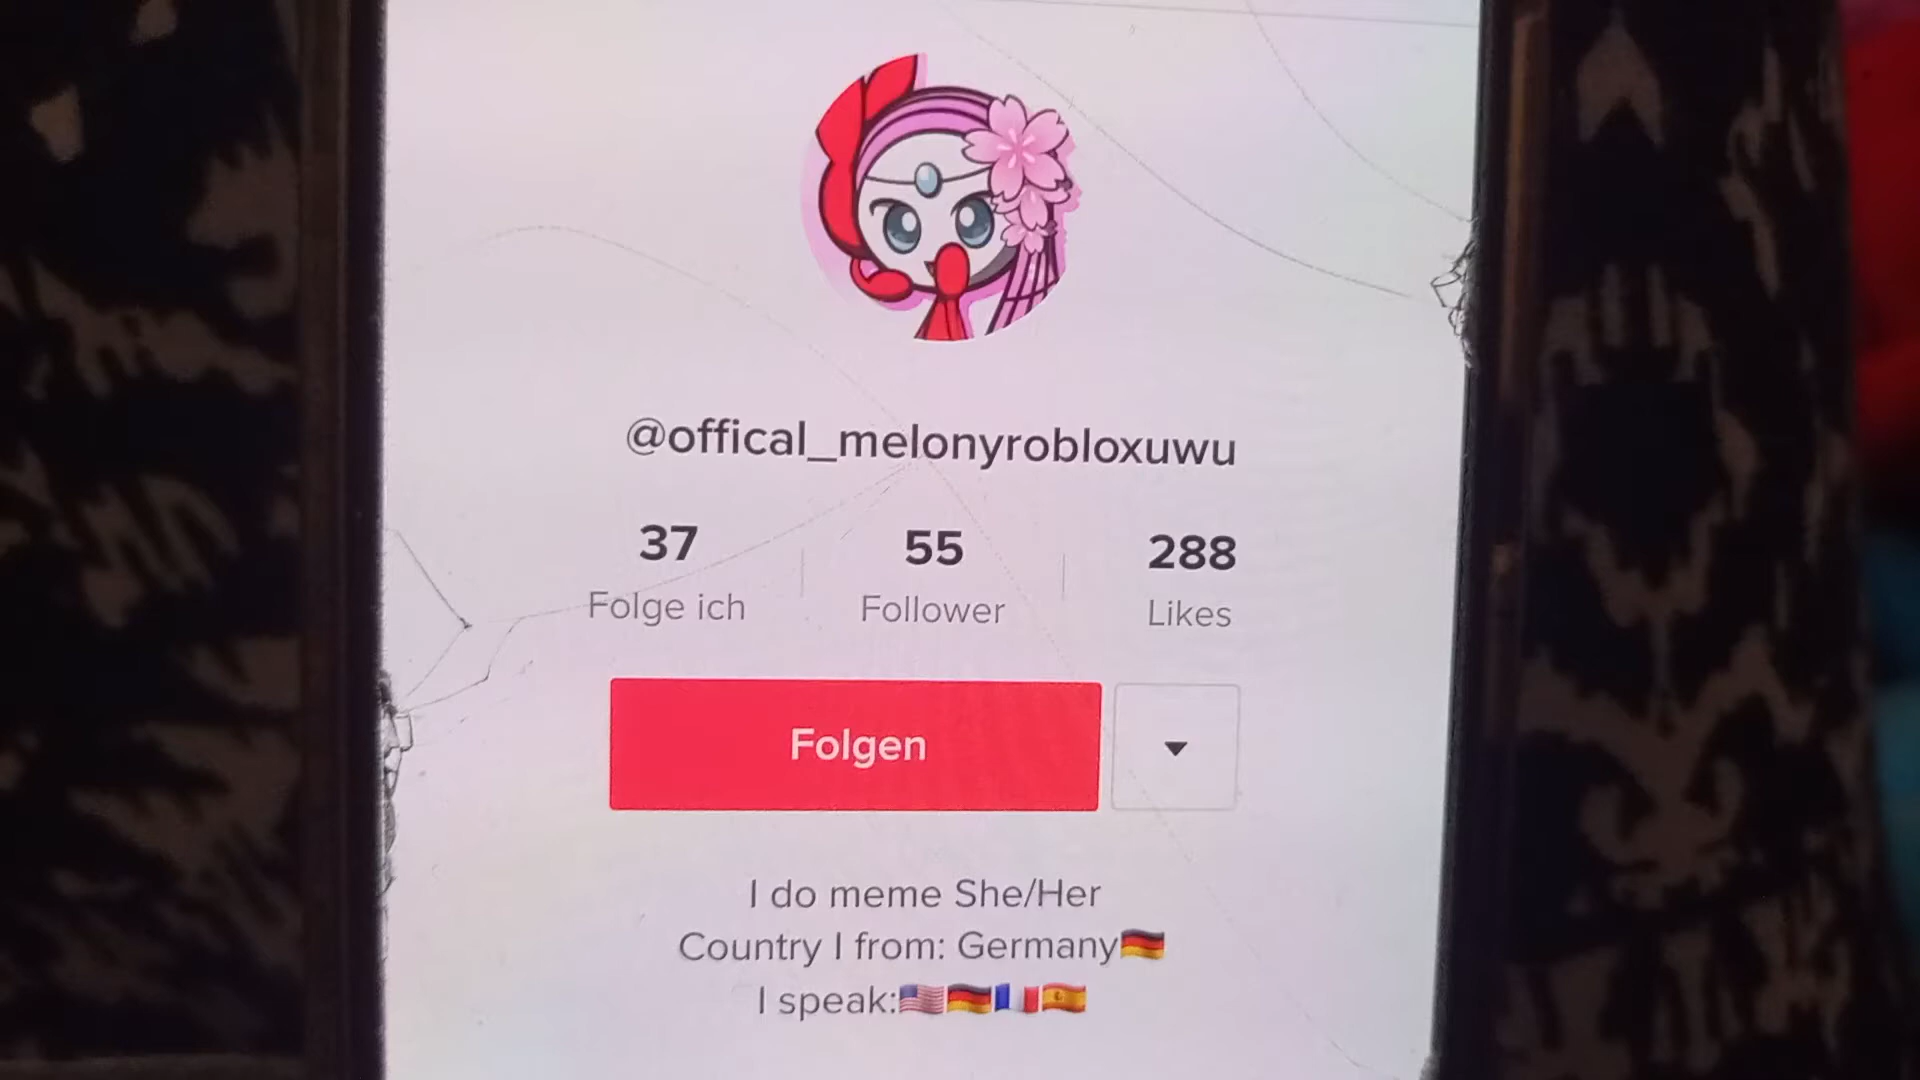 @offical_melonyrobloxuwu
37 55 288
Folge ich Follower Likes
Folgen
I do meme She/Her
Country I from: Germany🇩🇪
I speak:🇺🇸🇩🇪🇫🇷🇪🇸